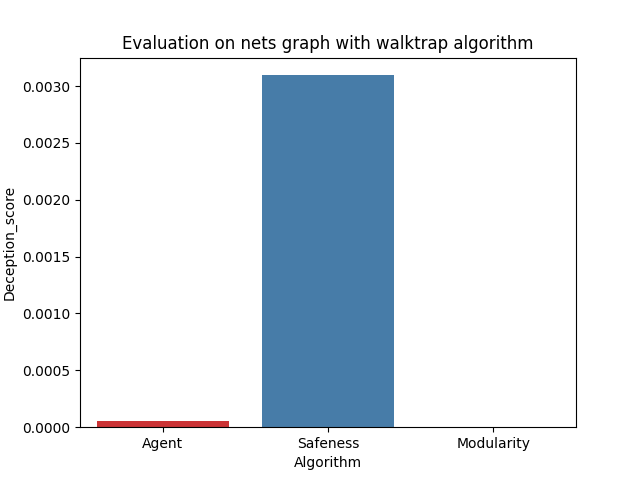 Evaluation on nets graph with walktrap algorithm
0.0030
0.0025
0.0020
0.0015
0.0010
0.0005
0.0000
Deception_score
Agent
Safeness
Modularity
Algorithm